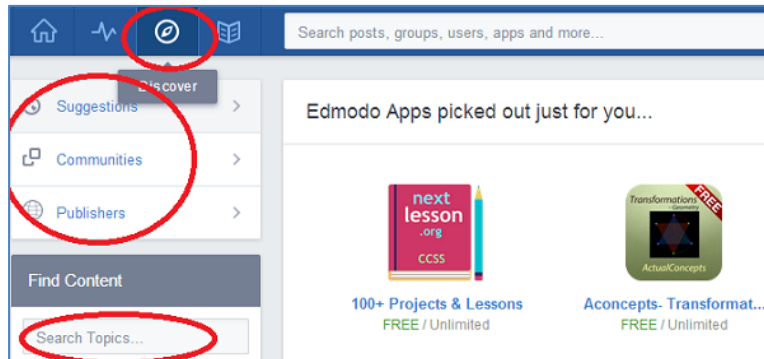 Search posts, groups, users, apps and more...
Discover
Suggestions
Communities
Publishers
Find Content
Search Topics...
Edmodo Apps picked out just for you...
next
lesson
.org
CCSS
100+ Projects & Lessons
FREE / Unlimited
Transformations
- Geometry
FREE
ActualConcepts
Aconcepts- Transformat...
FREE / Unlimited